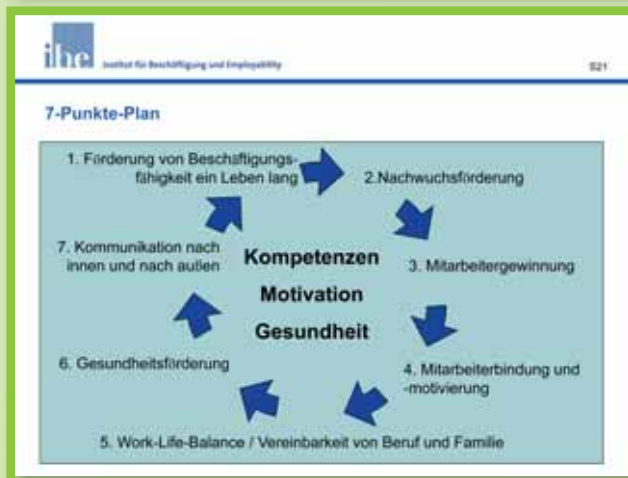 ibe Institut für Beschäftigung und Employability
S21
7-Punkte-Plan
1. Förderung von Beschäftigungs-
fähigkeit ein Leben lang
2.Nachwuchsförderung
3. Mitarbeitergewinnung
4. Mitarbeiterbindung und
-motivierung
5. Work-Life-Balance / Vereinbarkeit von Beruf und Familie
6. Gesundheitsförderung
7. Kommunikation nach
innen und nach außen
Kompetenzen
Motivation
Gesundheit